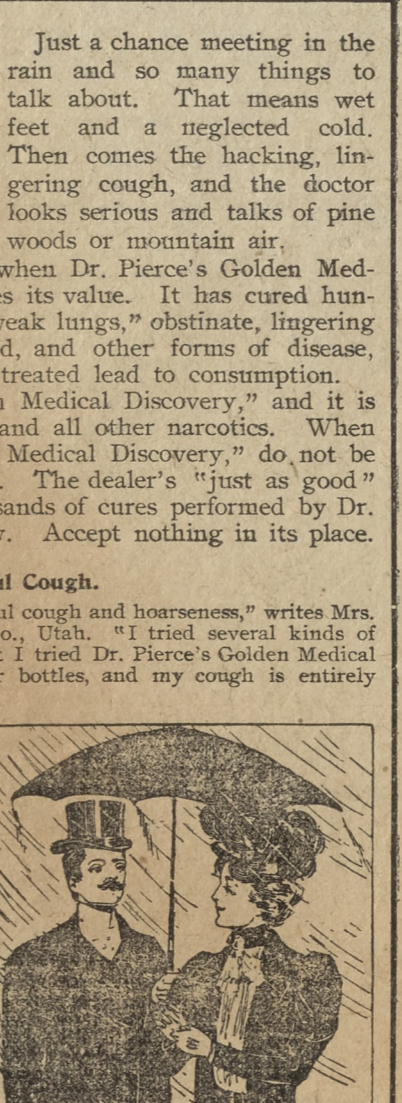 Just a chance meeting in the
rain and so many things to
talk about. That means wet
feet and a neglected cold.
Then comes the hacking, lin-
gering cough, and the doctor
looks serious and talks of pine
woods or mountain air.
when Dr. Pierce's Golden Med-
es its value. It has cured hun-
weak lungs,” obstinate, lingering
d, and other forms of disease,
treated lead to consumption.
Medical Discovery,” and it is
and all other narcotics. When
Medical Discovery,” do not be
. The dealer's “just as good”
sands of cures performed by Dr.
. Accept nothing in its place.
ul Cough.
ul cough and hoarseness,” writes Mrs.
o., Utah. “I tried several kinds of
I tried Dr. Pierce's Golden Medical
r bottles, and my cough is entirely